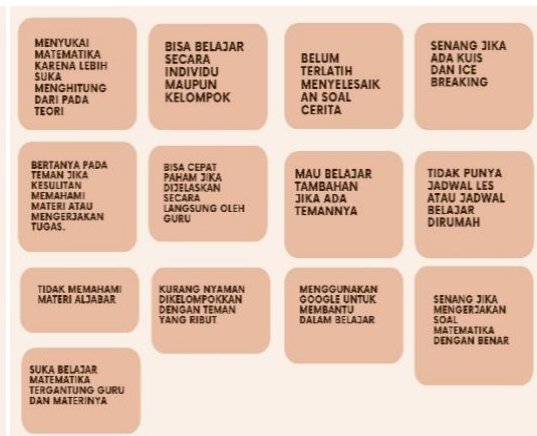 MENYUKAI
MATEMATIKA
KARENA LEBIH
SUKA
MENGHITUNG
DARI PADA
TEORI
BISA BELAJAR
SECARA
INDIVIDU
MAUPUN
KELOMPOK
BELUM
TERLATIH
MENYELESAIK
AN SOAL
CERITA
SENANG JIKA
ADA KUIS
DAN ICE
BREAKING
BERTANYA PADA
TEMAN JIKA
KESULITAN
MEMAHAMI
MATERI ATAU
MENGERJAKAN
TUGAS.
BISA CEPAT
PAHAM JIKA
DIJELASKAN
SECARA
LANGSUNG OLEH
GURU
MAU BELAJAR
TAMBAHAN
JIKA ADA
TEMANNYA
TIDAK PUNYA
JADWAL LES
ATAU JADWAL
BELAJAR
DIRUMAH
TIDAK MEMAHAMI
MATERI ALJABAR
KURANG NYAMAN
DIKELOMPOKKAN
DENGAN TEMAN
YANG RIBUT
MENGGUNAKAN
GOOGLE UNTUK
MEMBANTU
DALAM BELAJAR
SENANG JIKA
MENGERJAKAN
SOAL
MATEMATIKA
DENGAN BENAR
SUKA BELAJAR
MATEMATIKA
TERGANTUNG GURU
DAN MATERINYA